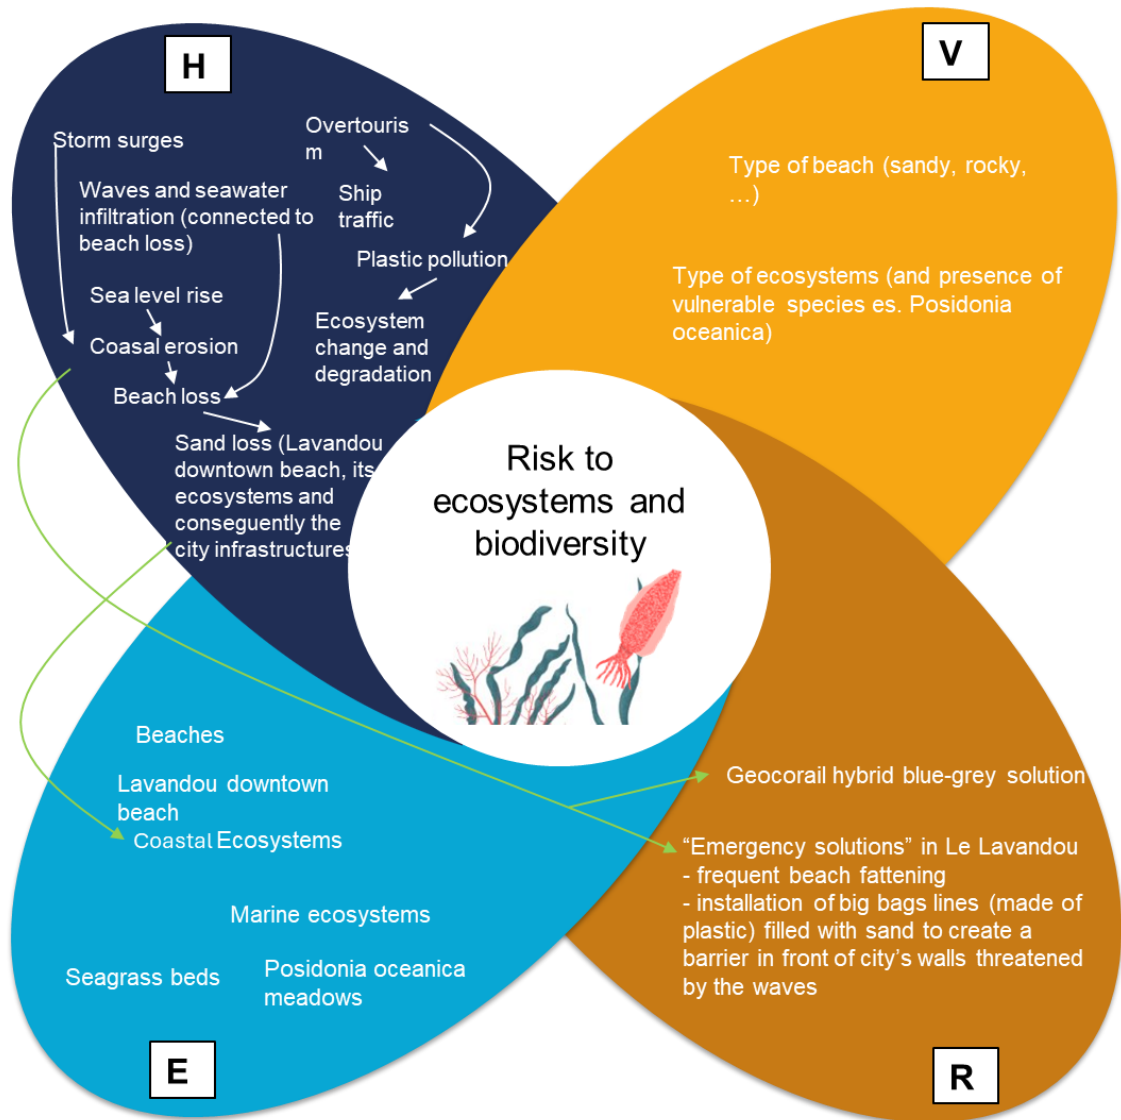 H
Storm surges
Waves and seawater
infiltration (connected to
beach loss)
Sea level rise
Coasal erosion
Beach loss
Sand loss (Lavandou
downtown beach, its
ecosystems and
conseguently the
city infrastructures
Overtouris
m
Ship
traffic
Plastic pollution
Ecosystem
change and
degradation
V
Type of beach (sandy, rocky,
…)
Type of ecosystems (and presence of
vulnerable species es. Posidonia
oceanica)
Risk to
ecosystems and
biodiversity
Beaches
Lavandou downtown
beach
Coastal Ecosystems
Marine ecosystems
Seagrass beds
Posidonia oceanica
meadows
E
Geocorail hybrid blue-grey solution
“Emergency solutions” in Le Lavandou
- frequent beach fattening
- installation of big bags lines (made of
plastic) filled with sand to create a
barrier in front of city’s walls threatened
by the waves
R